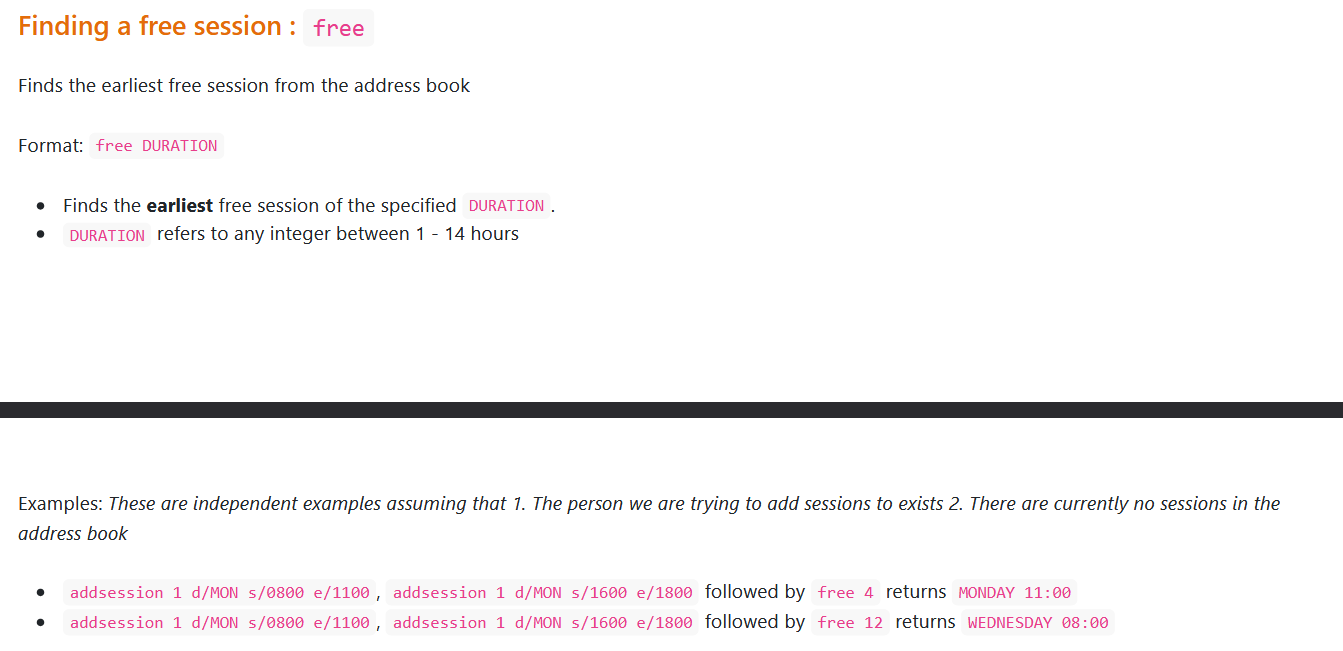 Finding a free session : free
Finds the earliest free session from the address book
Format: free DURATION
• Finds the earliest free session of the specified DURATION.
• DURATION refers to any integer between 1 - 14 hours
Examples: These are independent examples assuming that 1. The person we are trying to add sessions to exists 2. There are currently no sessions in the
address book
• addsession 1 d/MON s/0800 e/1100, addsession 1 d/MON s/1600 e/1800 followed by free 4 returns MONDAY 11:00
• addsession 1 d/MON s/0800 e/1100, addsession 1 d/MON s/1600 e/1800 followed by free 12 returns WEDNESDAY 08:00